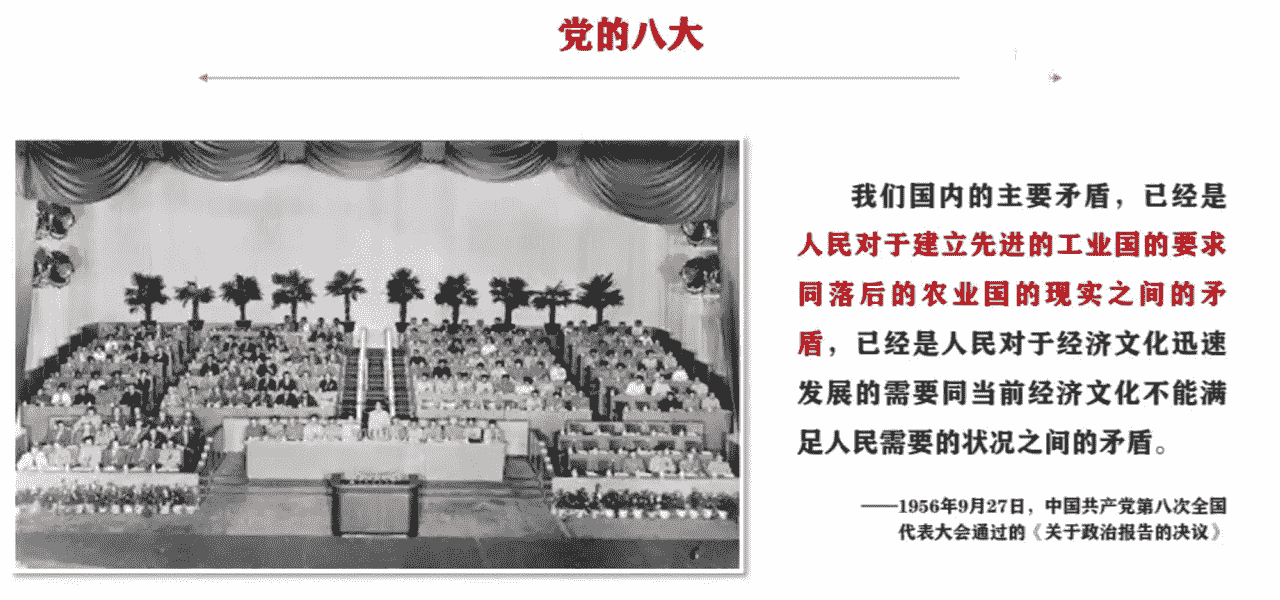 党的八大
我们国内的主要矛盾，已经是
人民对于建立先进的工业国的要求
同落后的农业国的现实之间的矛
盾，已经是人民对于经济文化迅速
发展的需要同当前经济文化不能满
足人民需要的状况之间的矛盾。
——1956年9月27日，中国共产党第八次全国
代表大会通过的《关于政治报告的决议》